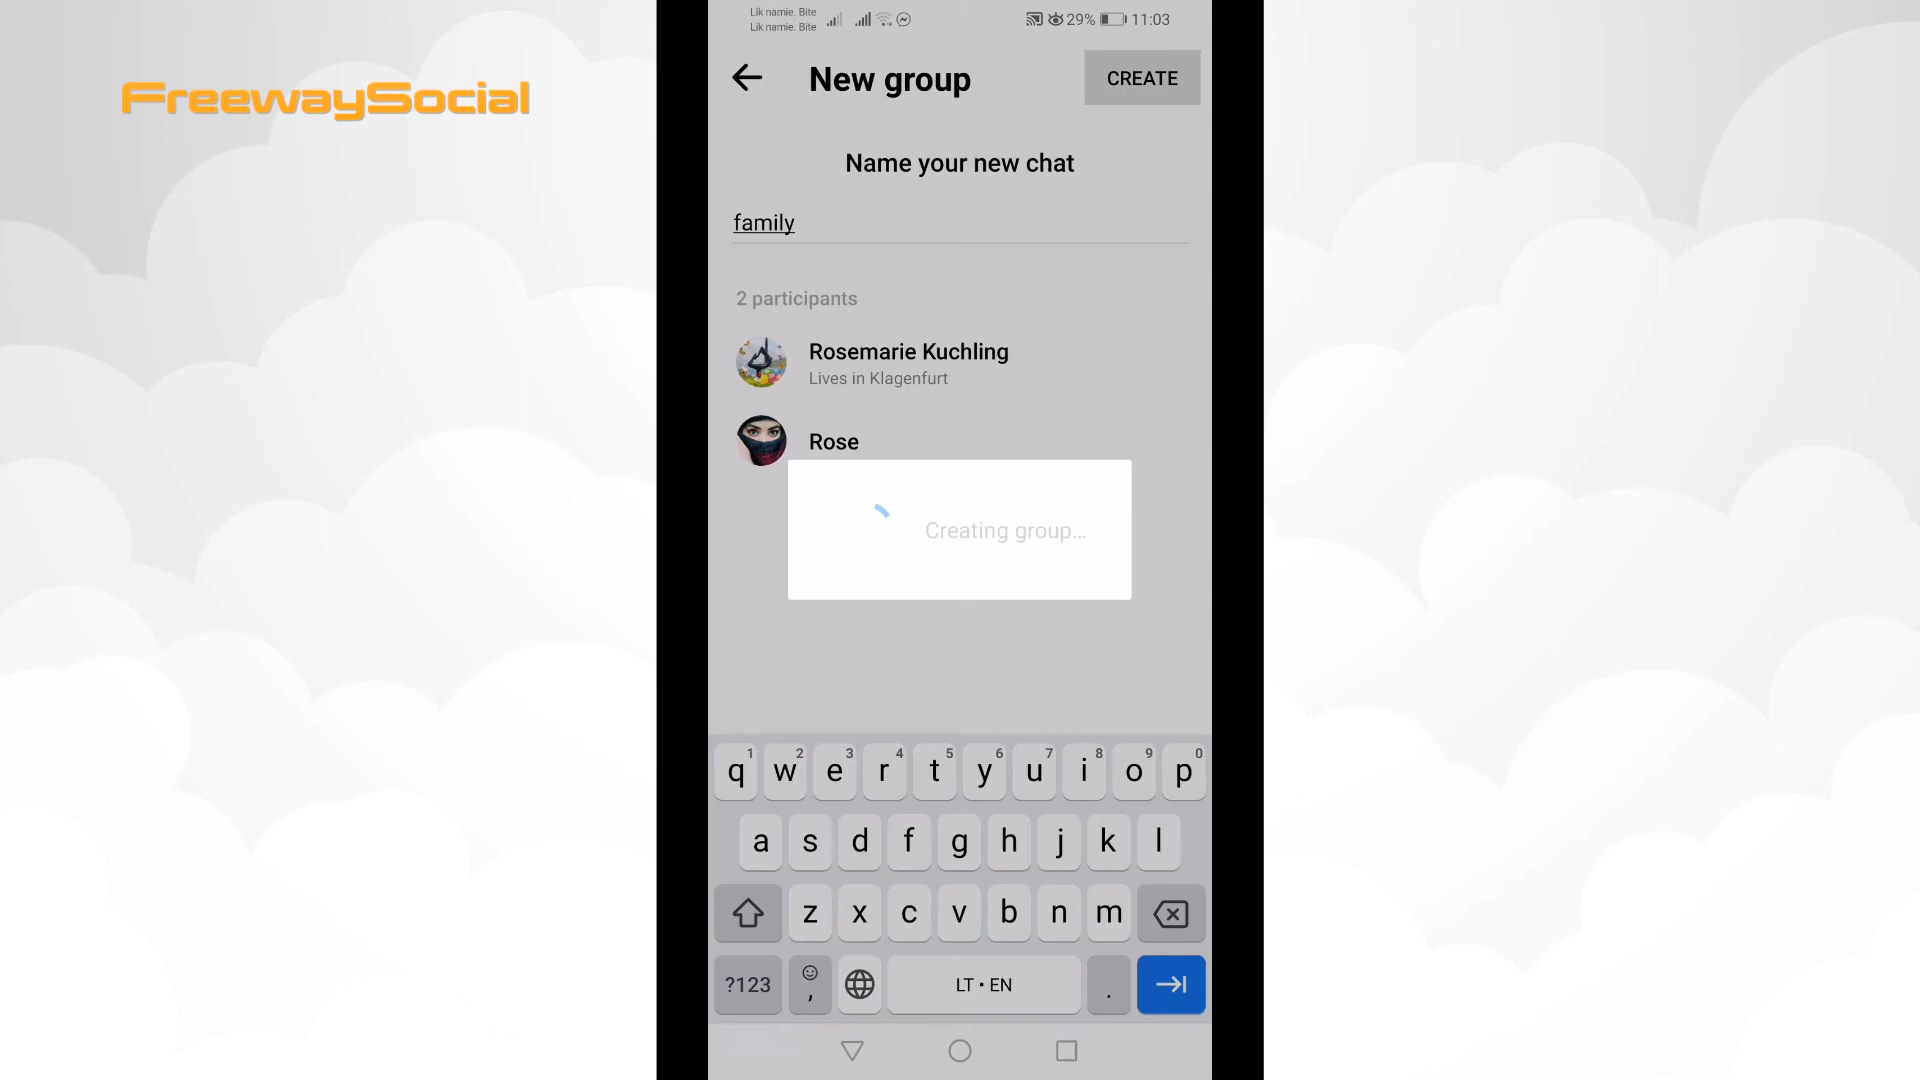 FreewaySocial
Lik namie. Bite
Lik namie. Bite
29% 11:03
New group
CREATE
Name your new chat
family
2 participants
Rosemarie Kuchling
Lives in Klagenfurt
Rose
Creating group...
1 2 3 4 5 6 7 8 9 0
q w e r t y u i o p
a s d f g h j k l
z x c v b n m
?123 , LT • EN .